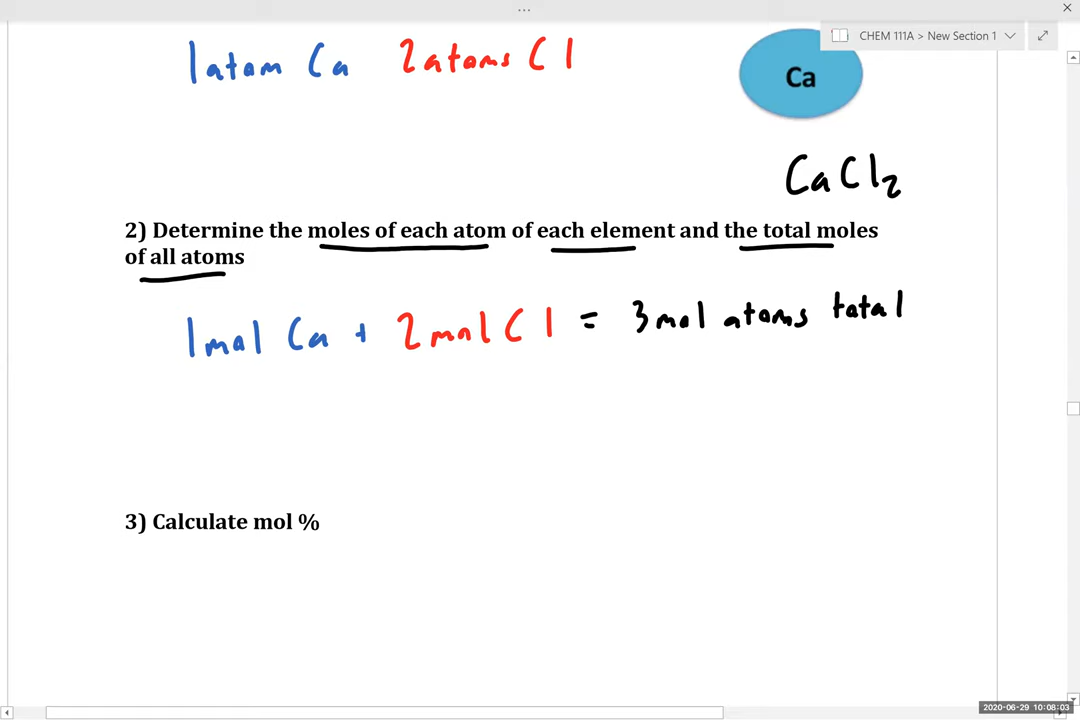 CHEM 111A > New Section 1
1 atom Ca 2 atoms Cl
Ca
CaCl2
2) Determine the moles of each atom of each element and the total moles
of all atoms
1 mol Ca + 2 mol Cl = 3 mol atoms total
3) Calculate mol %
2020-06-29 10:08:03